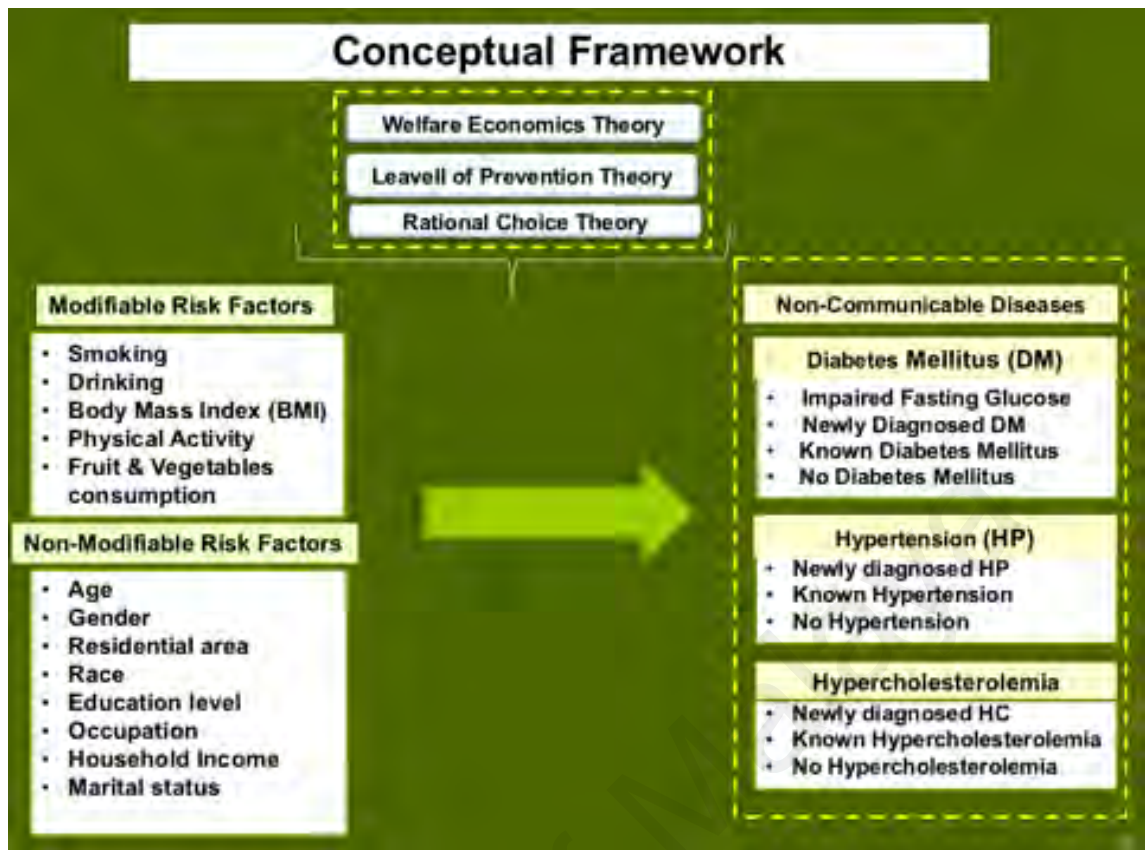 Conceptual Framework
Welfare Economics Theory
Leavell of Prevention Theory
Rational Choice Theory
Modifiable Risk Factors
• Smoking
• Drinking
• Body Mass Index (BMI)
• Physical Activity
• Fruit & Vegetables
consumption
Non-Modifiable Risk Factors
• Age
• Gender
• Residential area
• Race
• Education level
• Occupation
• Household Income
• Marital status
Non-Communicable Diseases
Diabetes Mellitus (DM)
• Impaired Fasting Glucose
• Newly Diagnosed DM
• Known Diabetes Mellitus
• No Diabetes Mellitus
Hypertension (HP)
• Newly diagnosed HP
• Known Hypertension
• No Hypertension
Hypercholesterolemia
• Newly diagnosed HC
• Known Hypercholesterolemia
• No Hypercholesterolemia